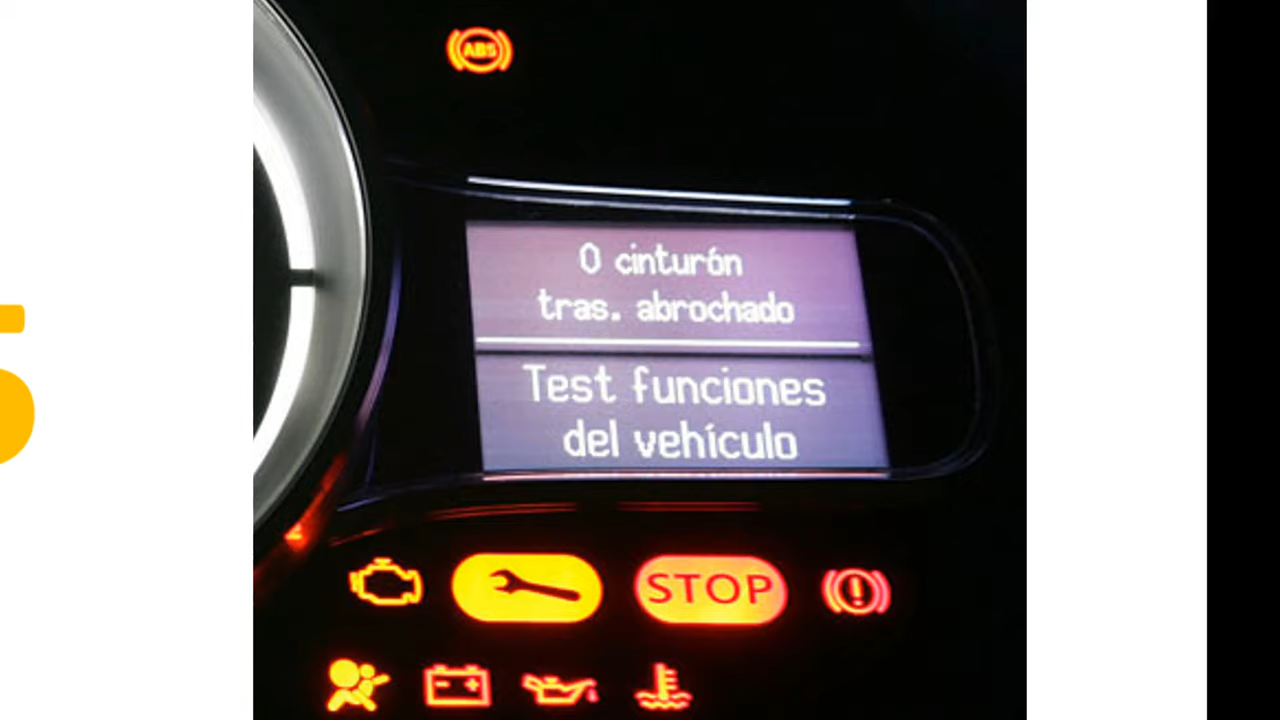 ABS
0 cinturón
tras. abrochado
Test funciones
del vehículo
STOP